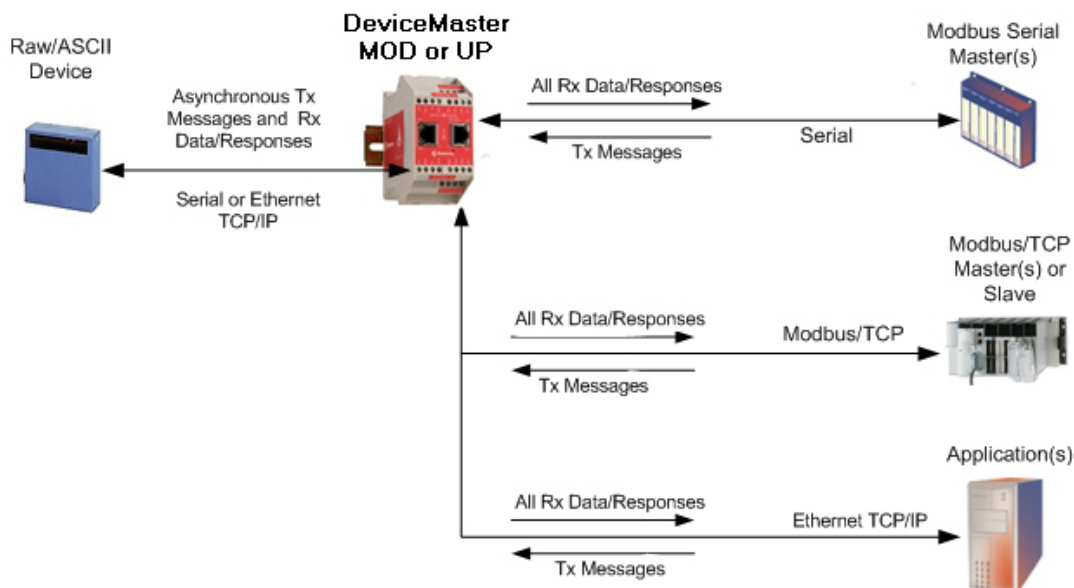 DeviceMaster
MOD or UP
Raw/ASCII
Device
Asynchronous Tx
Messages and Rx
Data/Responses
Serial or Ethernet
TCP/IP
All Rx Data/Responses
Tx Messages
Serial
Modbus Serial
Master(s)
All Rx Data/Responses
Tx Messages
Modbus/TCP
Modbus/TCP
Master(s) or
Slave
All Rx Data/Responses
Tx Messages
Ethernet TCP/IP
Application(s)